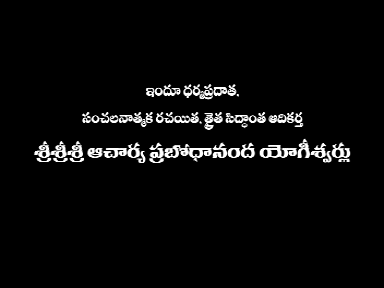 ఇందూ ధర్మప్రదాత,
సంచలనాత్మక రచయిత, త్రైత సిద్ధాంత ఆదికర్త
శ్రీశ్రీశ్రీ ఆచార్య ప్రబోధానంద యోగీశ్వర్లు